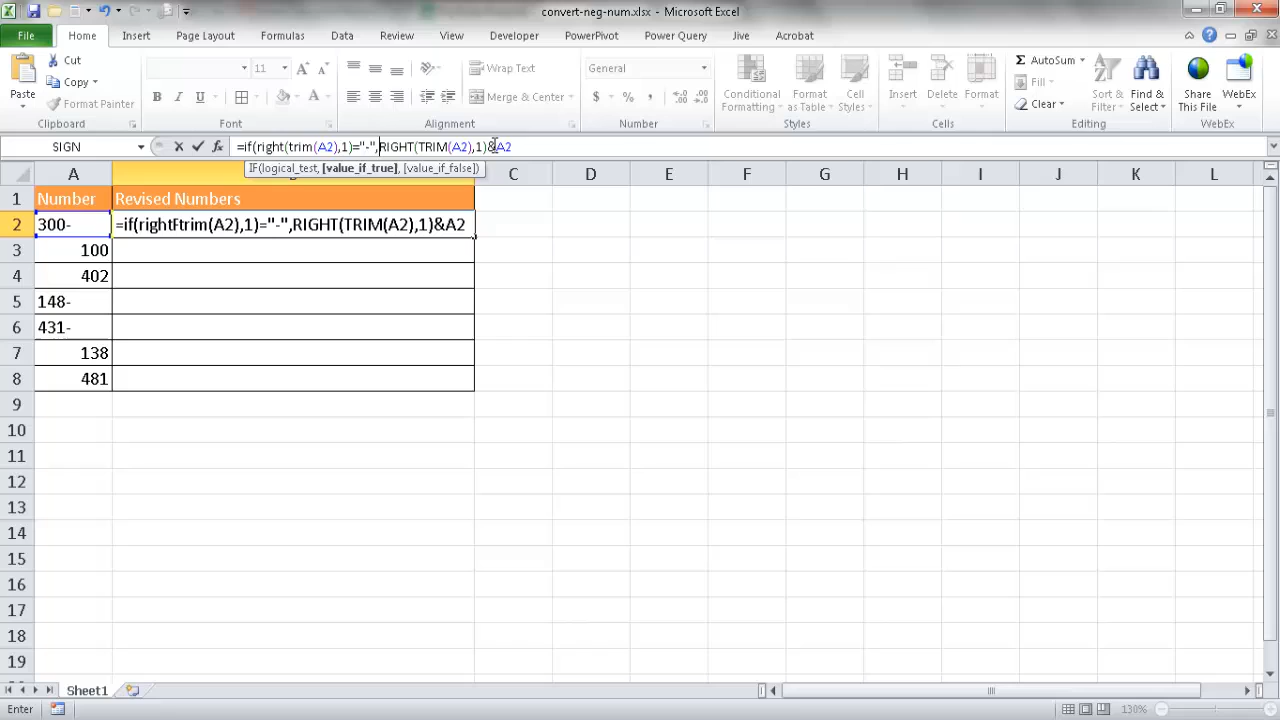 convert-neg-num.xlsx - Microsoft Excel
File Home Insert Page Layout Formulas Data Review View Developer PowerPivot Power Query Jive Acrobat
Paste
Cut
Copy
Format Painter
Clipboard
11
Font
Wrap Text
Merge & Center
Alignment
General
Number
Conditional Formatting
Format as Table
Cell Styles
Styles
Insert
Delete
Format
Cells
AutoSum
Fill
Clear
Sort & Filter
Find & Select
Editing
Share This File
WebEx
WebEx
SIGN
=if(right(trim(A2),1)="-",RIGHT(TRIM(A2),1)&A2
IF(logical_test, [value_if_true], [value_if_false])
A C D E F G H I J K L
1 Number Revised Numbers
2 300- =if(right(trim(A2),1)="-",RIGHT(TRIM(A2),1)&A2
3 100
4 402
5 148-
6 431-
7 138
8 481
9
10
11
12
13
14
15
16
17
18
19
Sheet1
Enter
130%